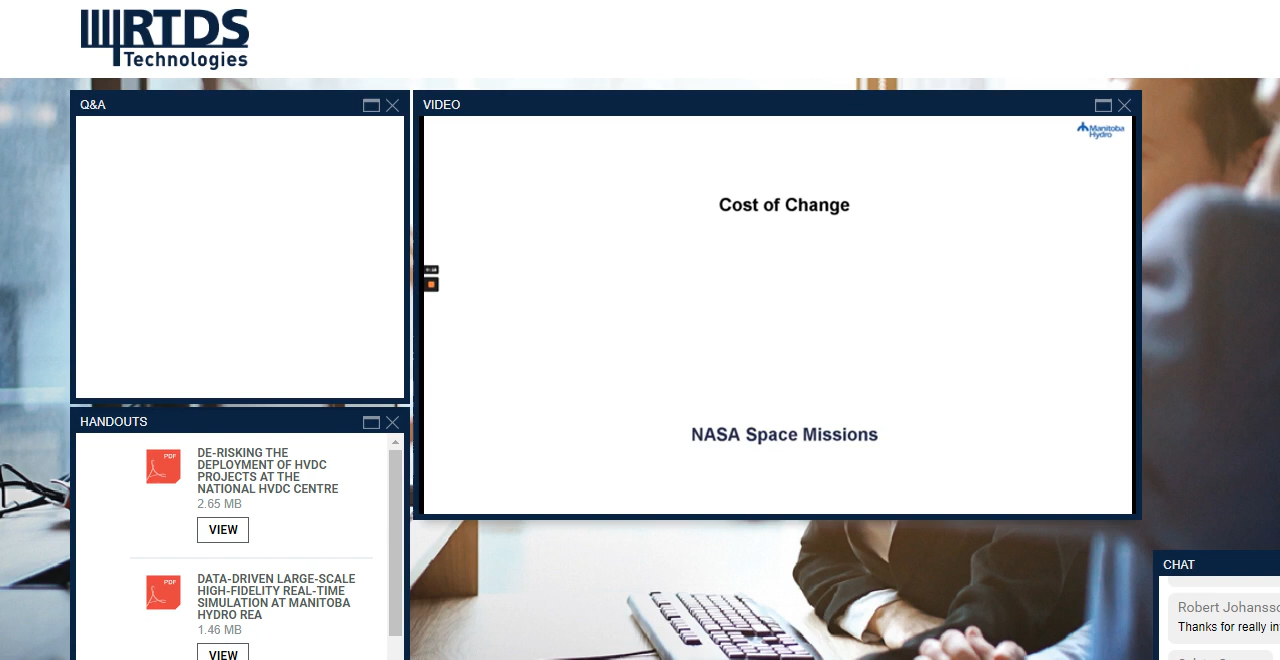 RTDS
Technologies
Q&A
VIDEO
Manitoba
Hydro
Cost of Change
NASA Space Missions
HANDOUTS
PDF
DE-RISKING THE
DEPLOYMENT OF HVDC
PROJECTS AT THE
NATIONAL HVDC CENTRE
2.65 MB
VIEW
PDF
DATA-DRIVEN LARGE-SCALE
HIGH-FIDELITY REAL-TIME
SIMULATION AT MANITOBA
HYDRO REA
1.46 MB
VIEW
CHAT
Robert Johansso
Thanks for really in